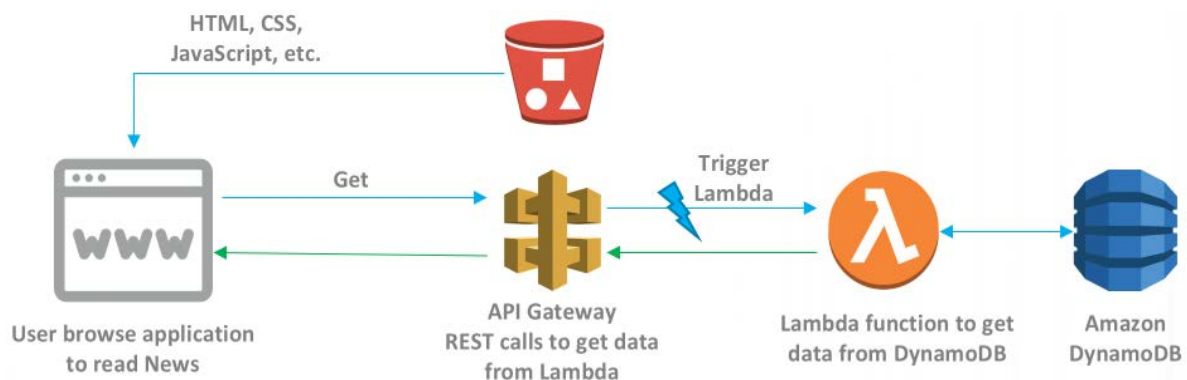 HTML, CSS,
JavaScript, etc.
WWW
Get
Trigger
Lambda
λ
User browse application
to read News
API Gateway
REST calls to get data
from Lambda
Lambda function to get
data from DynamoDB
Amazon
DynamoDB